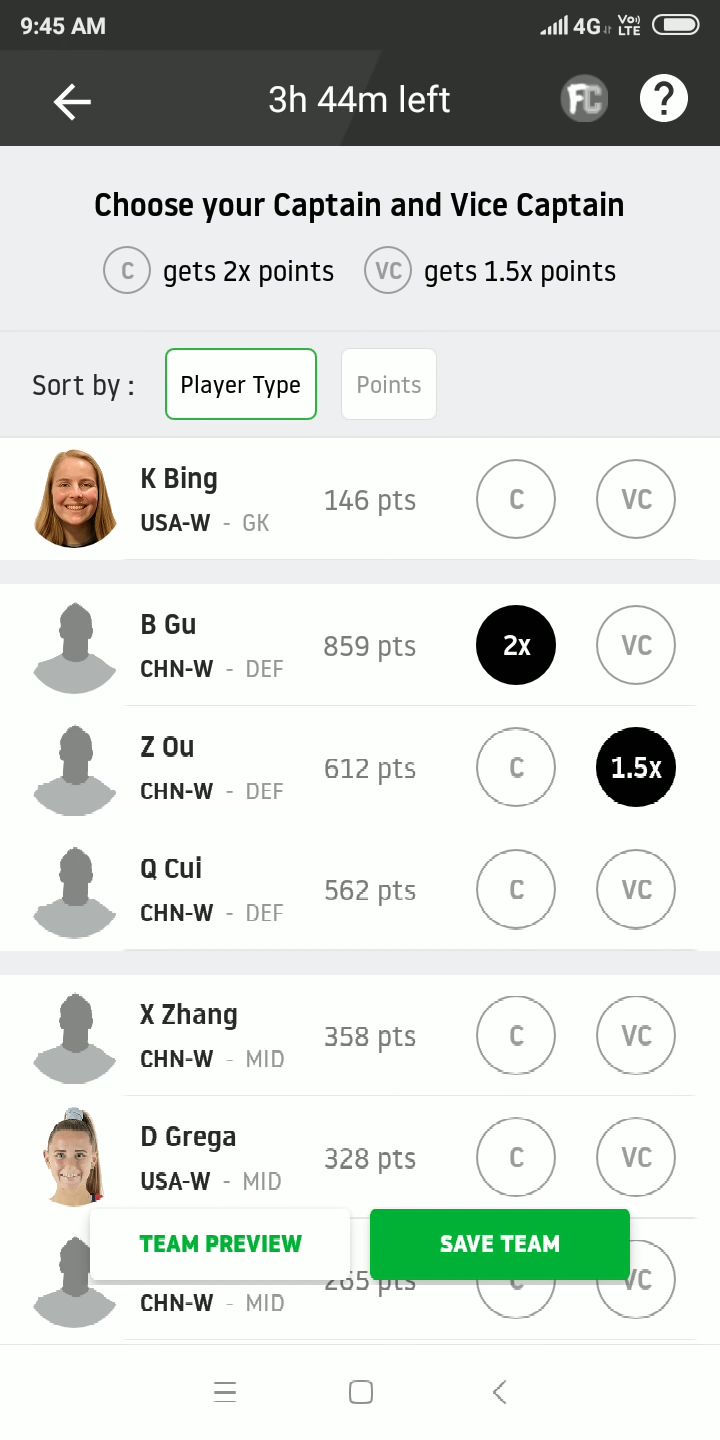 9:45 AM 4G Vo) LTE
3h 44m left FC ?
Choose your Captain and Vice Captain
C gets 2x points VC gets 1.5x points
Sort by : Player Type Points
K Bing
USA-W - GK 146 pts C VC
B Gu
CHN-W - DEF 859 pts 2x VC
Z Ou
CHN-W - DEF 612 pts C 1.5x
Q Cui
CHN-W - DEF 562 pts C VC
X Zhang
CHN-W - MID 358 pts C VC
D Grega
USA-W - MID 328 pts C VC
TEAM PREVIEW SAVE TEAM
CHN-W - MID 265 pts C VC